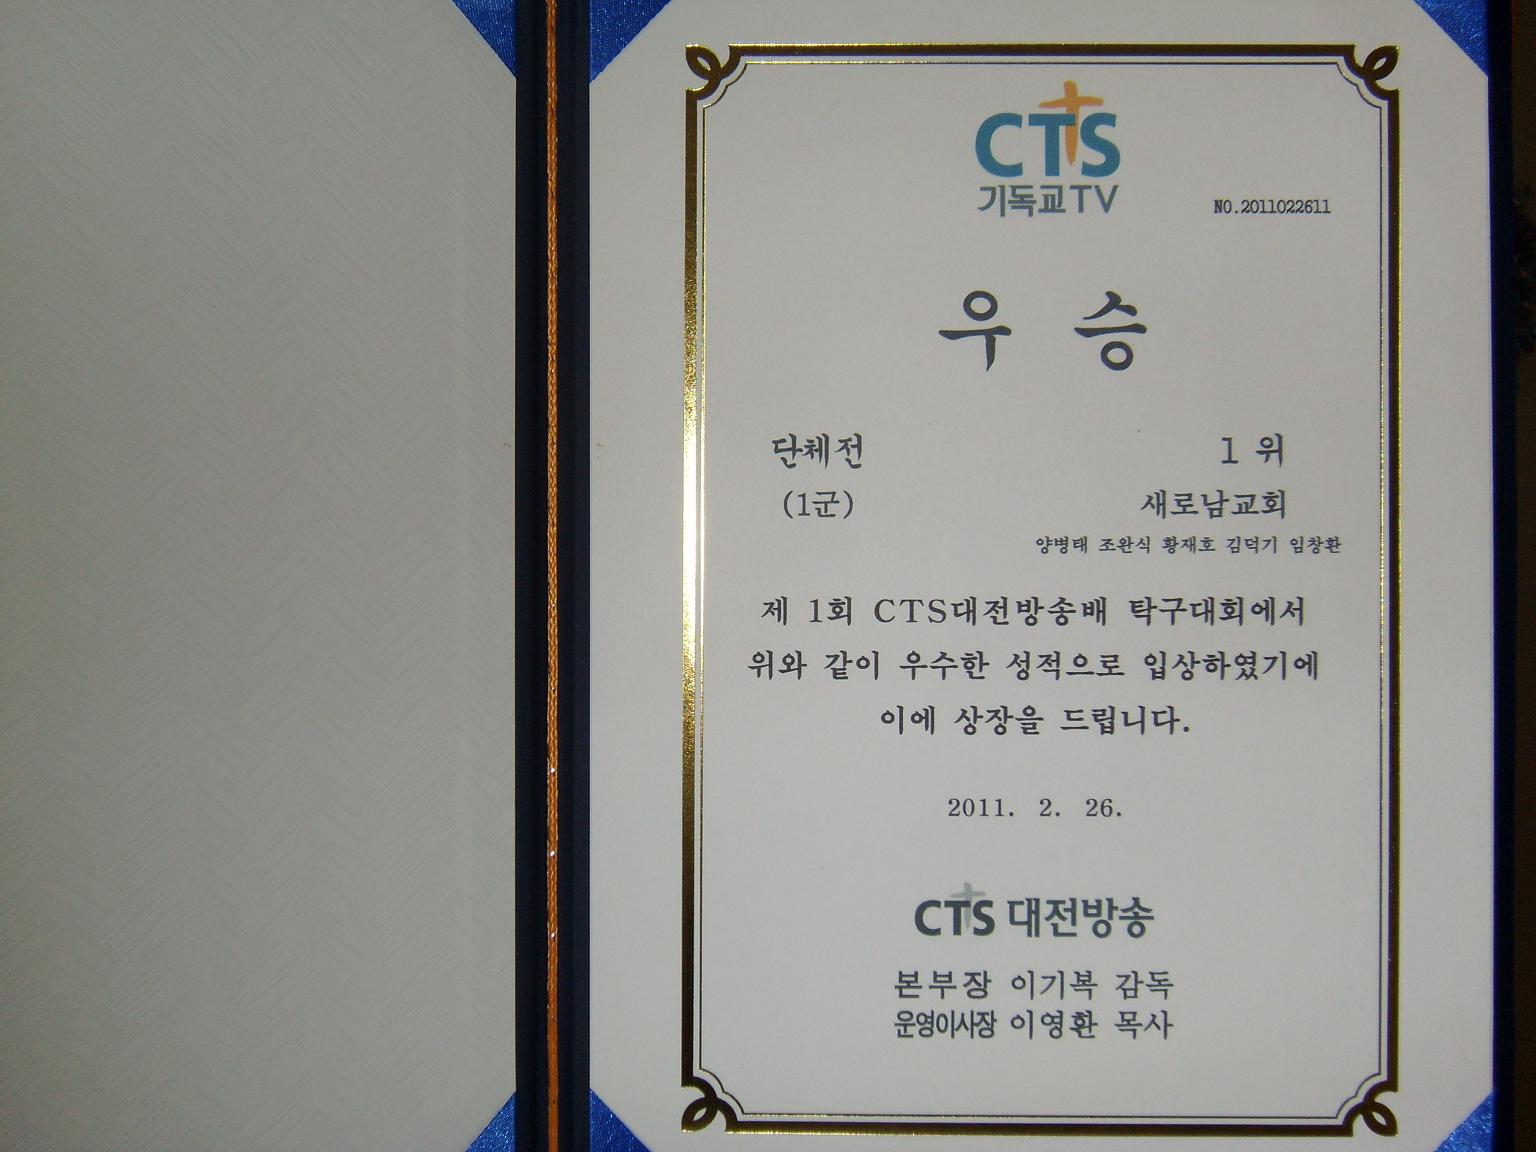 CTS
기독교TV
NO.2011022611
우 승
단체전 1 위
(1군) 새로남교회
양병태 조완식 황재호 김덕기 임창환
제 1회 CTS대전방송배 탁구대회에서
위와 같이 우수한 성적으로 입상하였기에
이에 상장을 드립니다.
2011. 2. 26.
CTS 대전방송
본부장 이기복 감독
운영이사장 이영환 목사